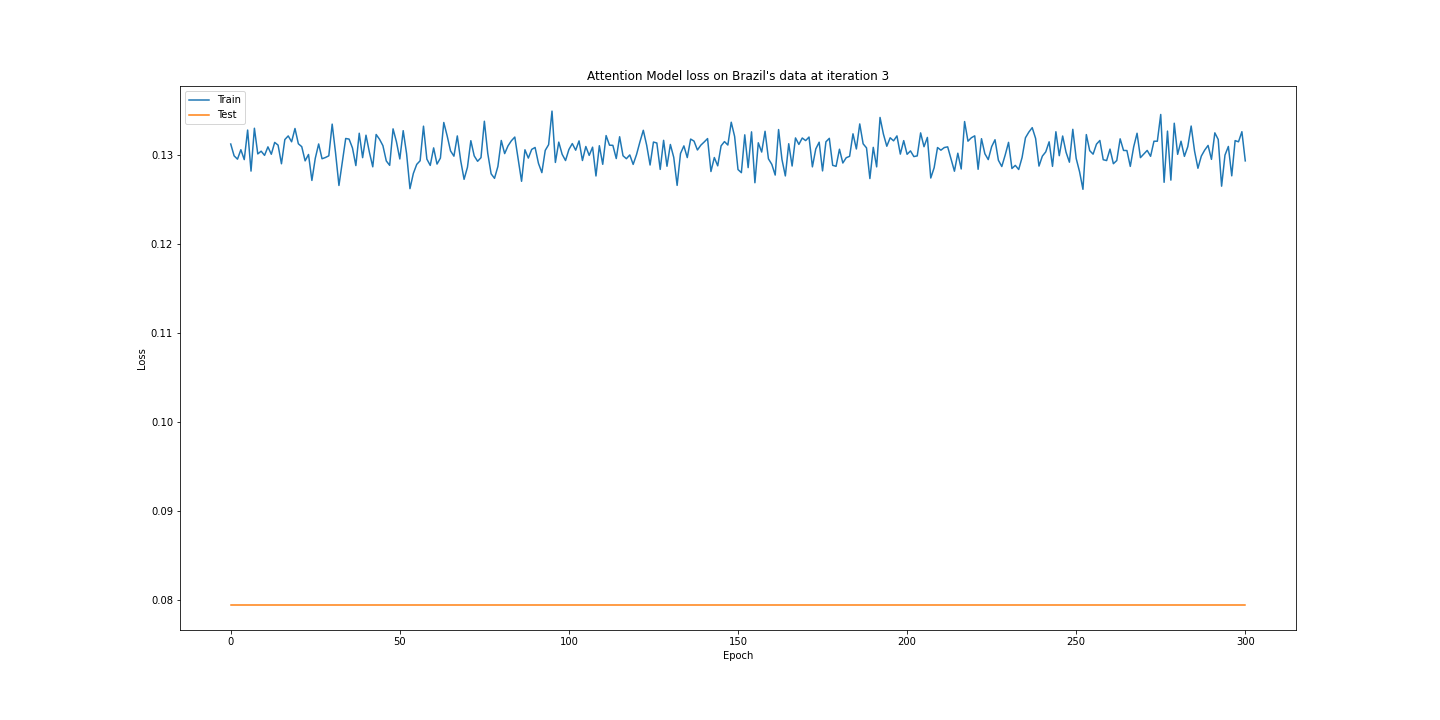 Attention Model loss on Brazil's data at iteration 3
Train
Test
0.13
0.12
0.11
0.10
0.09
0.08
Loss
0
50
100
150
200
250
300
Epoch